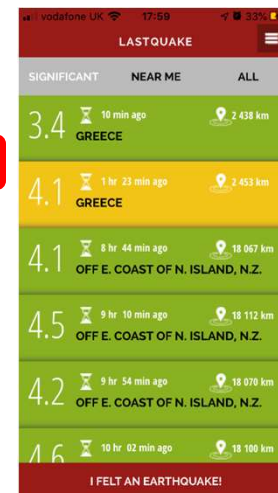 vodafone UK 17:59 33%
LASTQUAKE
SIGNIFICANT NEAR ME ALL
3.4 10 min ago 2 438 km
GREECE
4.1 1 hr 23 min ago 2 453 km
GREECE
4.1 8 hr 44 min ago 18 067 km
OFF E. COAST OF N. ISLAND, N.Z.
4.5 9 hr 10 min ago 18 112 km
OFF E. COAST OF N. ISLAND, N.Z.
4.2 9 hr 54 min ago 18 070 km
OFF E. COAST OF N. ISLAND, N.Z.
4.6 10 hr 02 min ago 18 100 km
I FELT AN EARTHQUAKE!